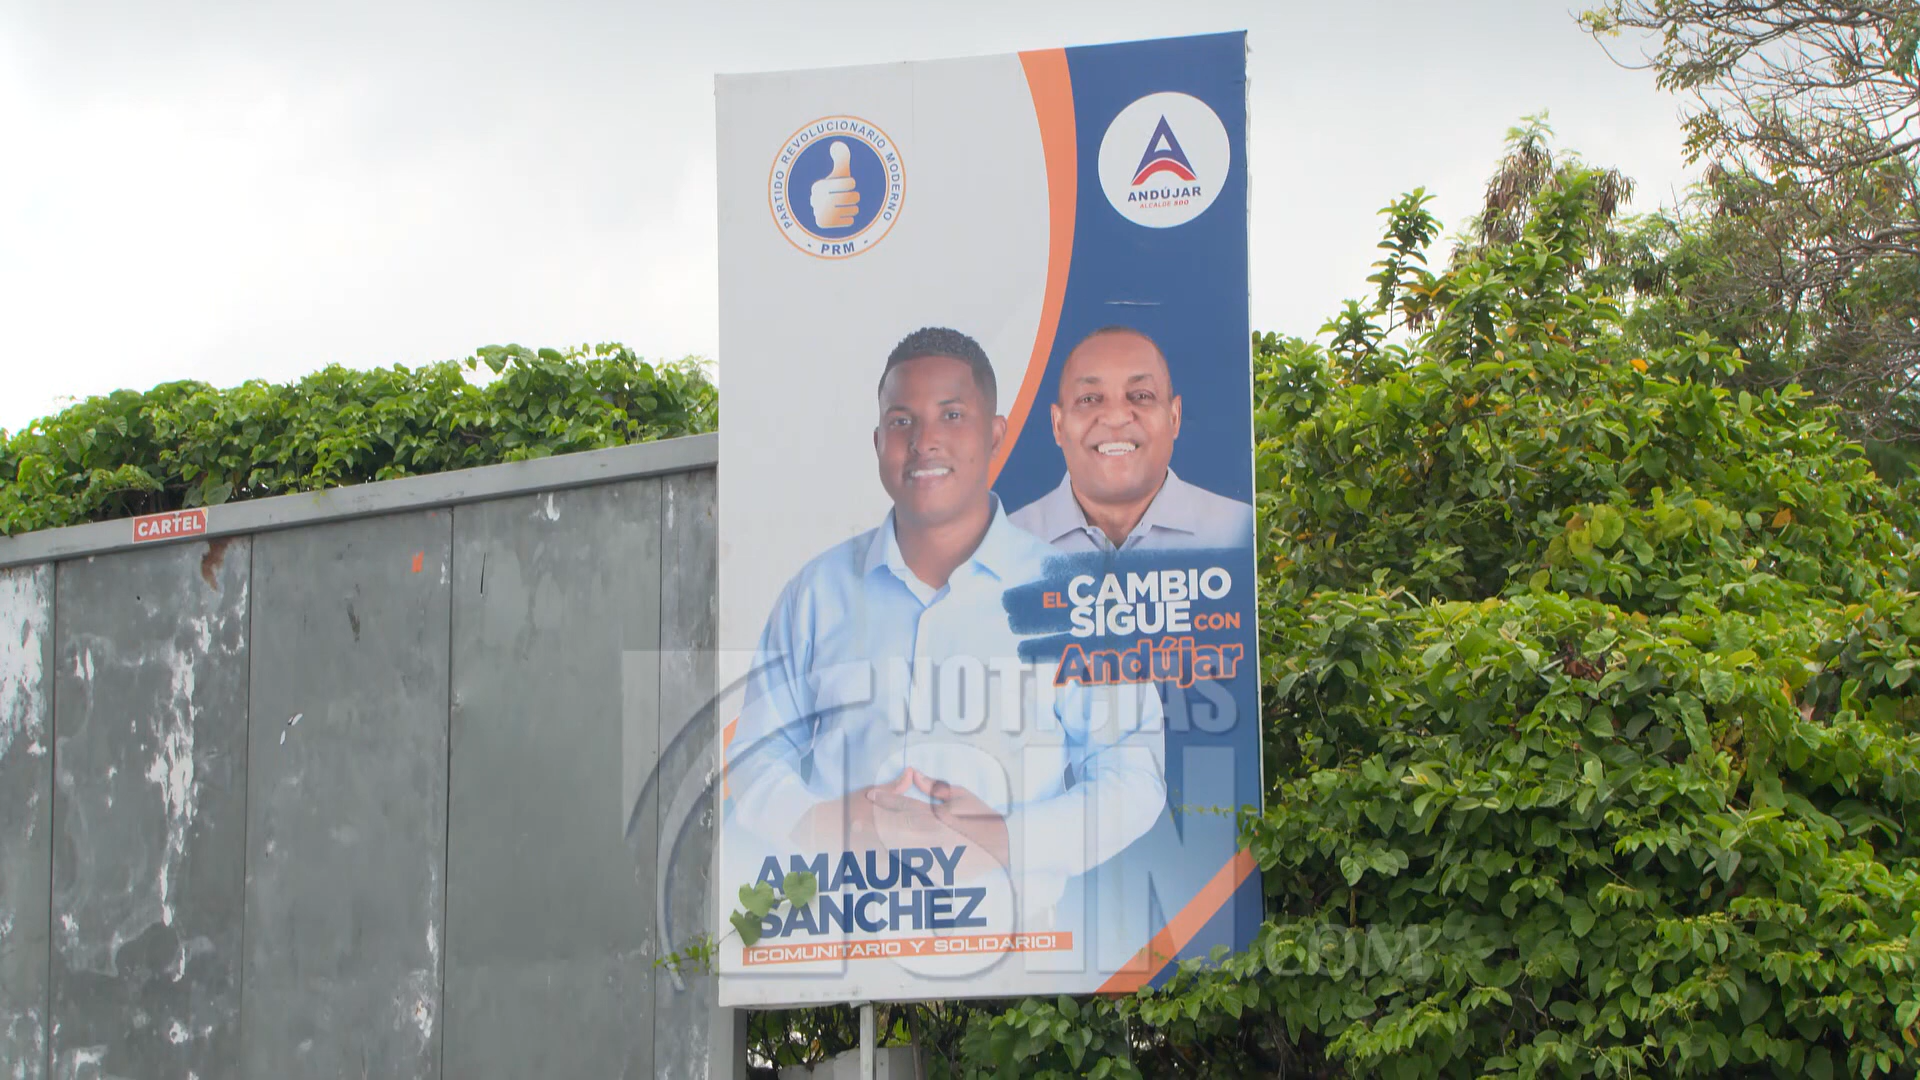 PARTIDO REVOLUCIONARIO MODERNO
- PRM -
ANDÚJAR
ALCALDE SDO
CARTEL
EL CAMBIO
SIGUE CON
Andújar
NOTICIAS
SIN
.COM
AMAURY
SANCHEZ
¡COMUNITARIO Y SOLIDARIO!